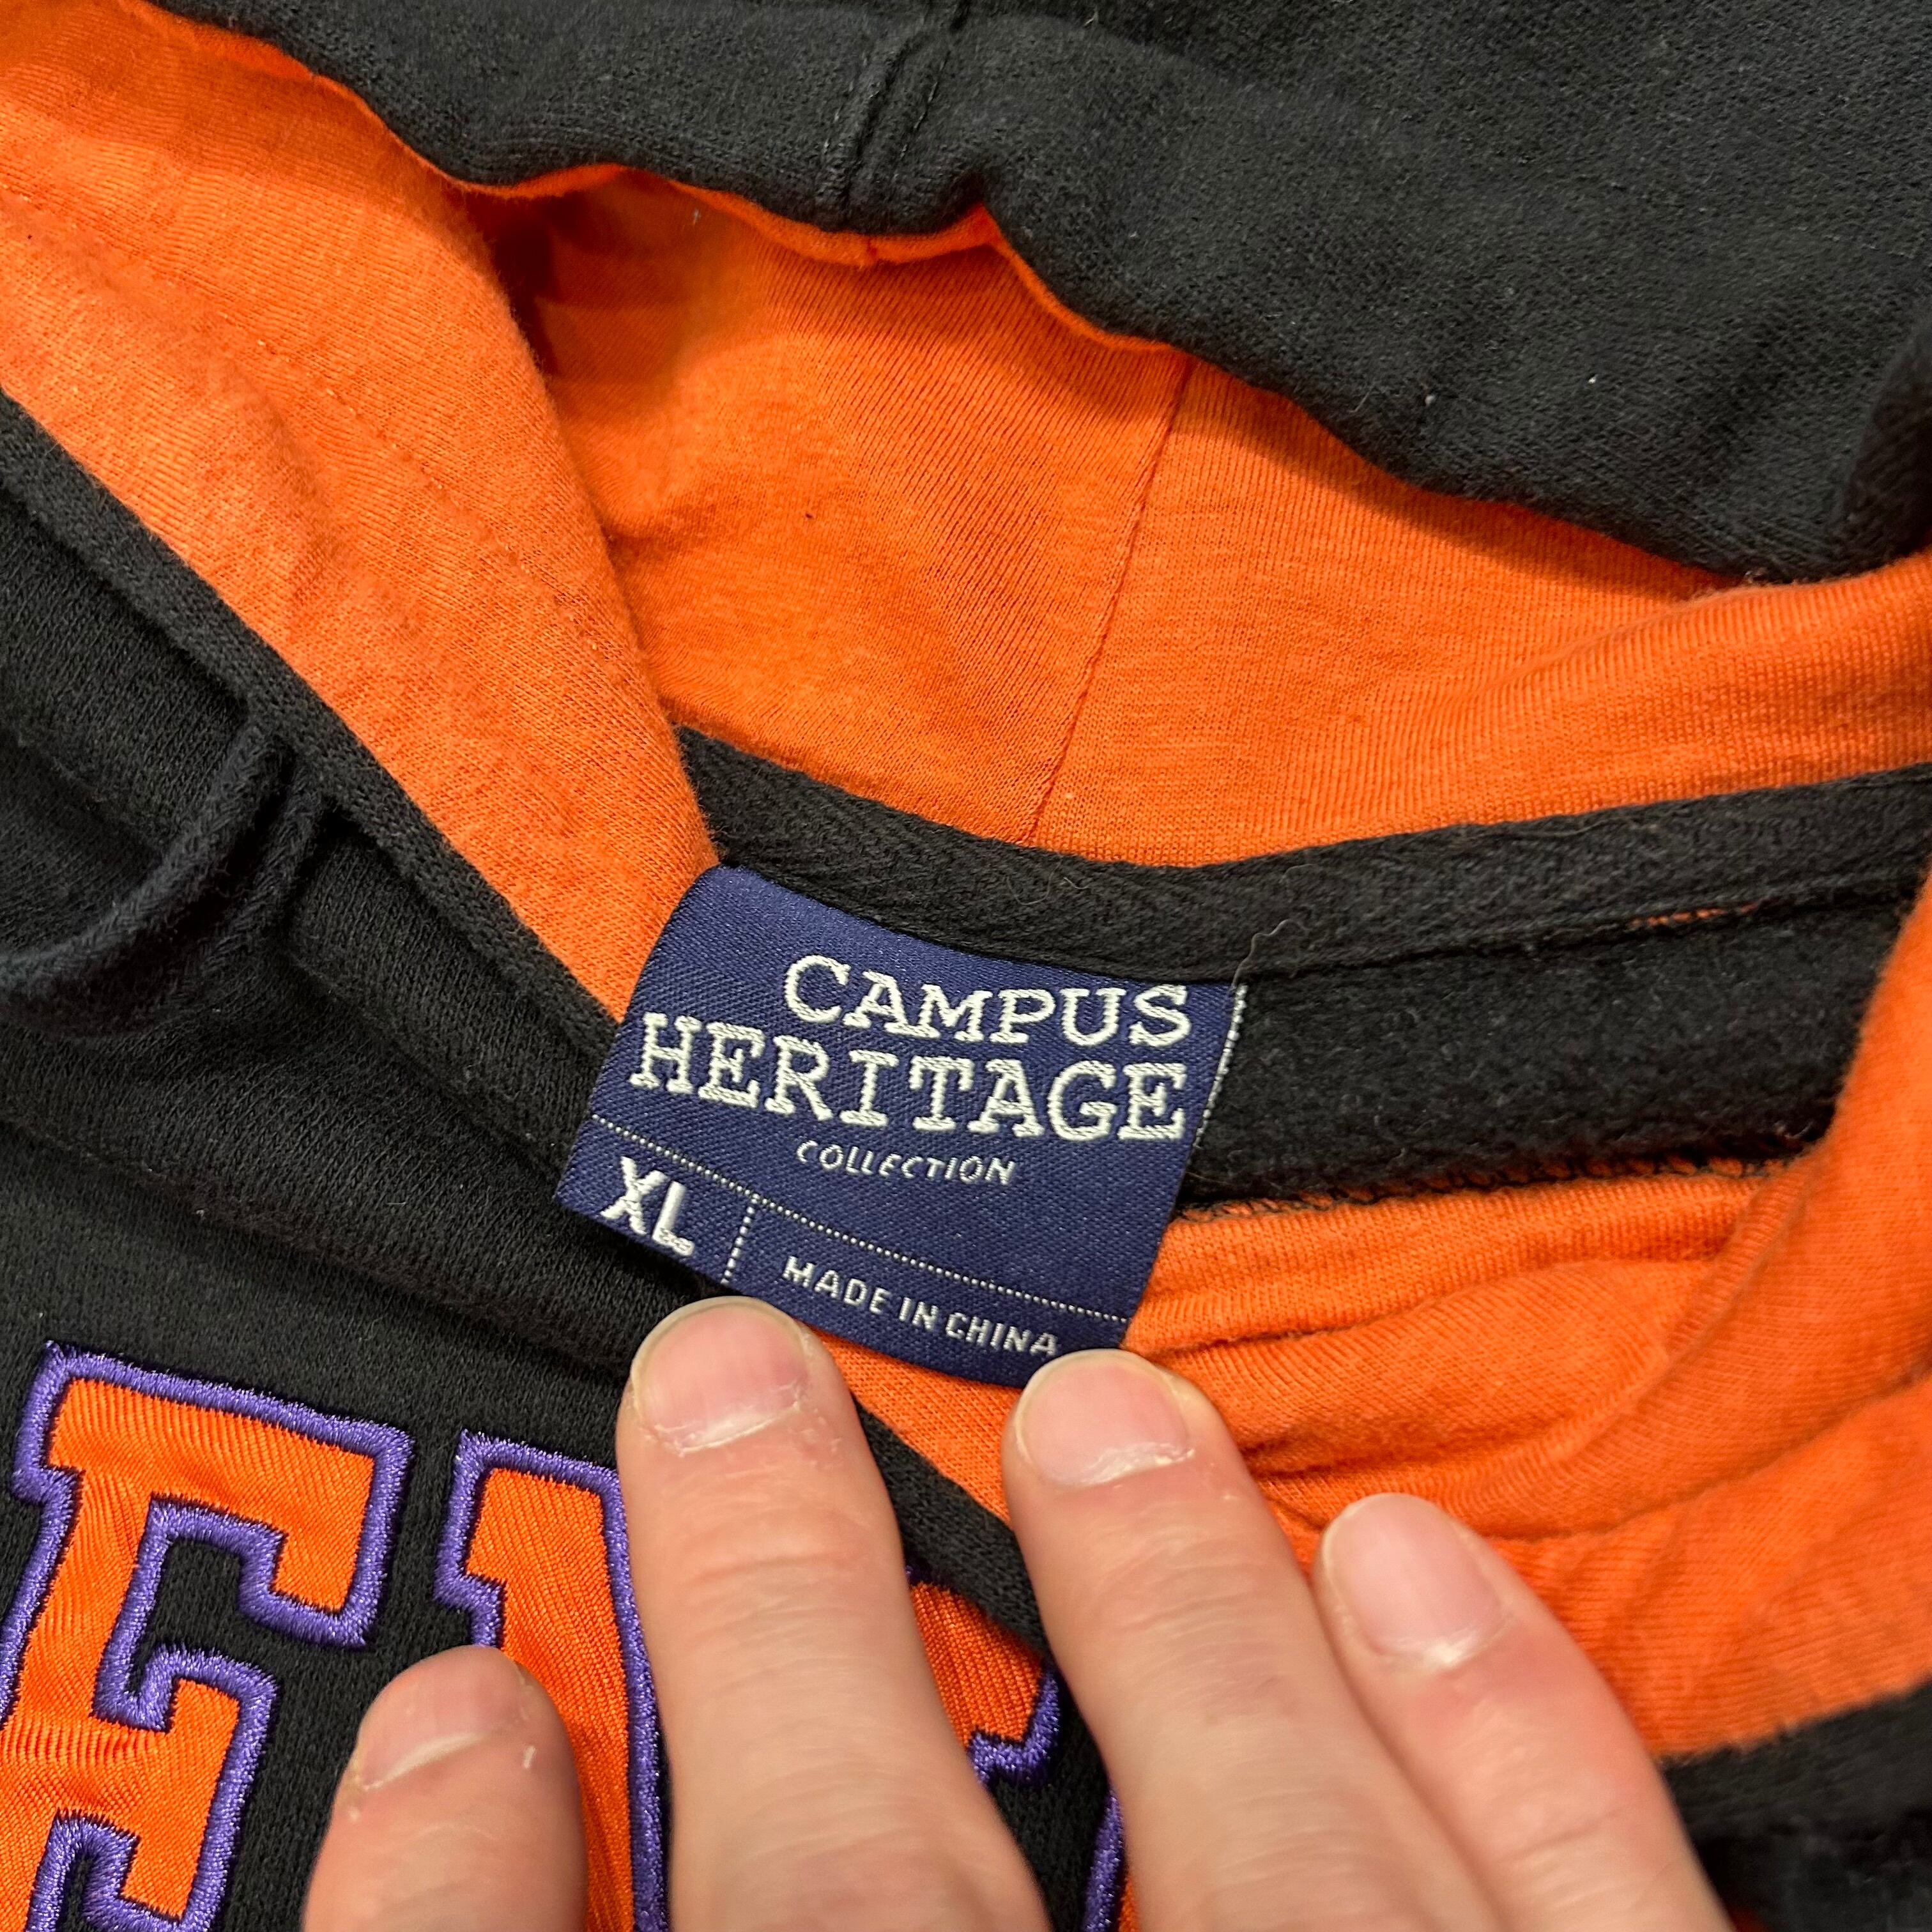 CAMPUS
HERITAGE
COLLECTION
XL
MADE IN CHINA